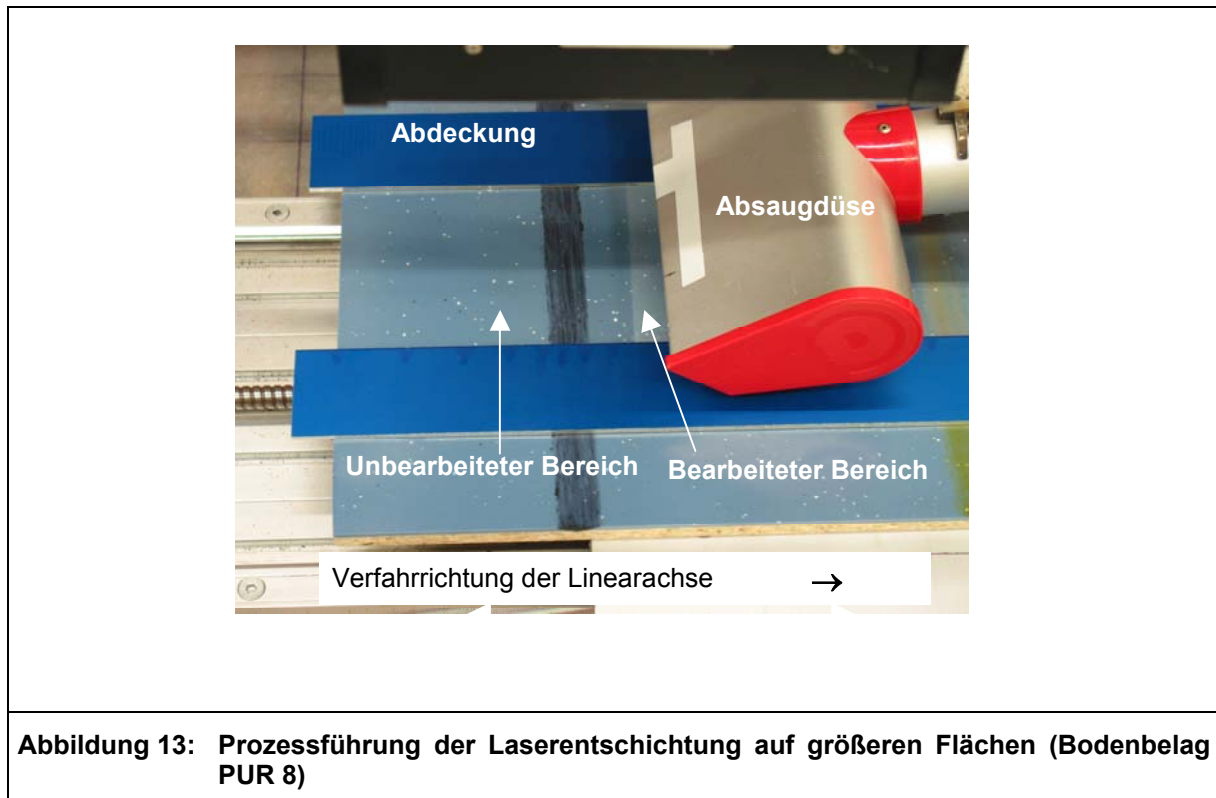 Abdeckung
Absaugdüse
Unbearbeiteter Bereich
Bearbeiteter Bereich
Verfahrrichtung der Linearachse →
Abbildung 13: Prozessführung der Laserentschichtung auf größeren Flächen (Bodenbelag
PUR 8)